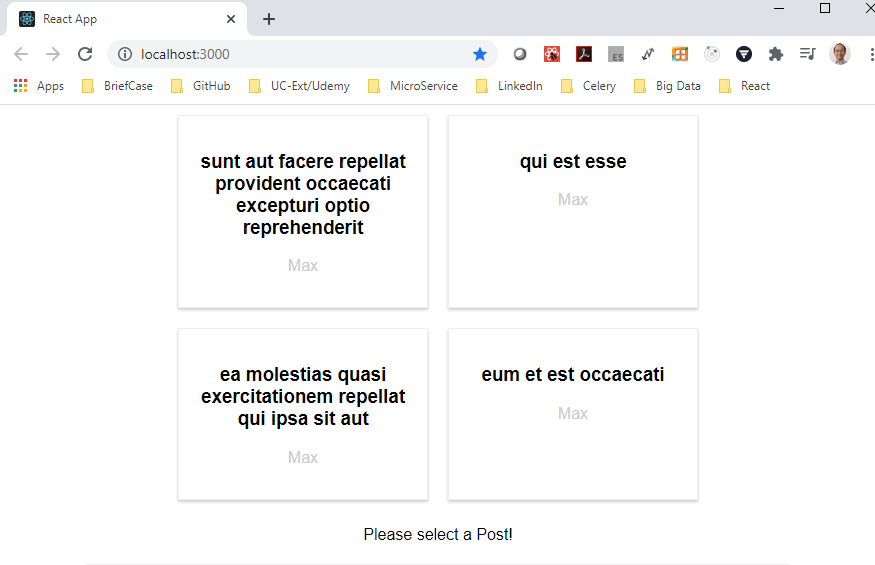 React App
localhost:3000
ES
Apps BriefCase GitHub UC-Ext/Udemy MicroService LinkedIn Celery Big Data React
sunt aut facere repellat
provident occaecati
excepturi optio
reprehenderit
Max
qui est esse
Max
ea molestias quasi
exercitationem repellat
qui ipsa sit aut
Max
eum et est occaecati
Max
Please select a Post!